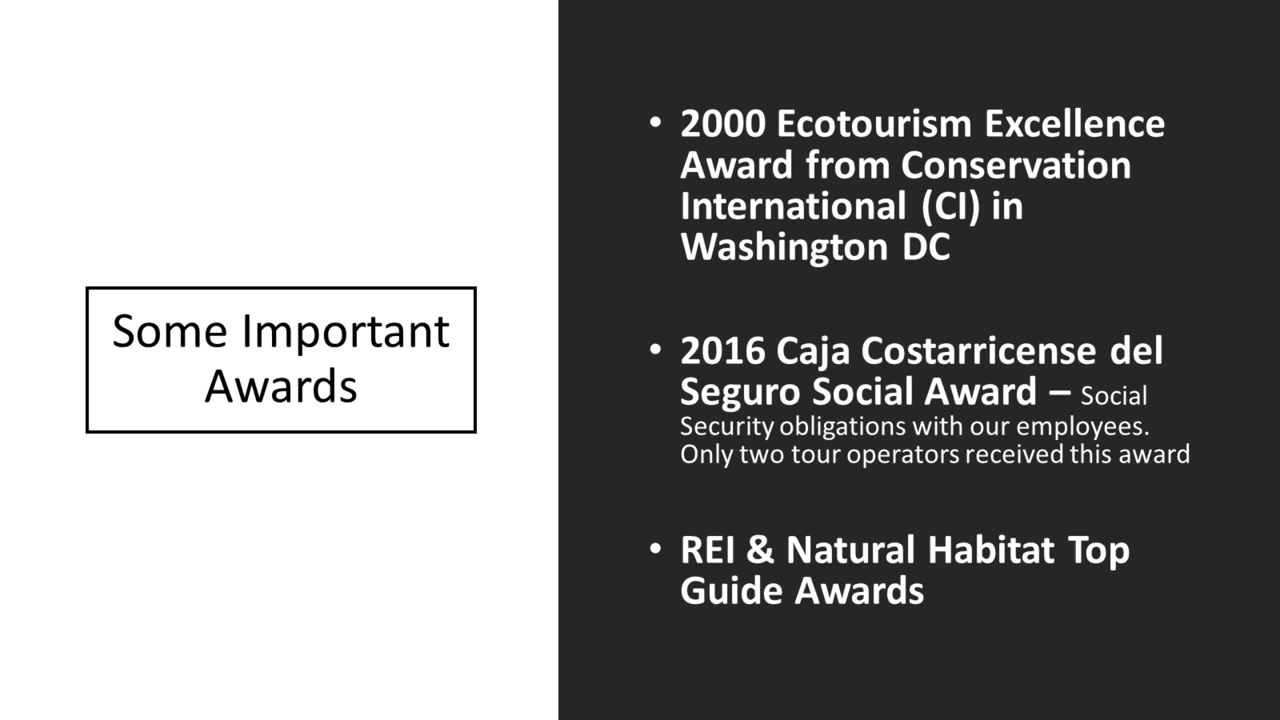 Some Important
Awards
• 2000 Ecotourism Excellence
Award from Conservation
International (CI) in
Washington DC
• 2016 Caja Costarricense del
Seguro Social Award – Social
Security obligations with our employees.
Only two tour operators received this award
• REI & Natural Habitat Top
Guide Awards